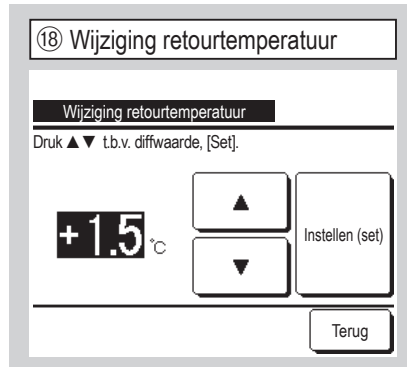 ⑱ Wijziging retourtemperatuur
Wijziging retourtemperatuur
Druk ▲▼ t.b.v. diffwaarde, [Set].
▲
+1.5 °C
Instellen (set)
▼
Terug